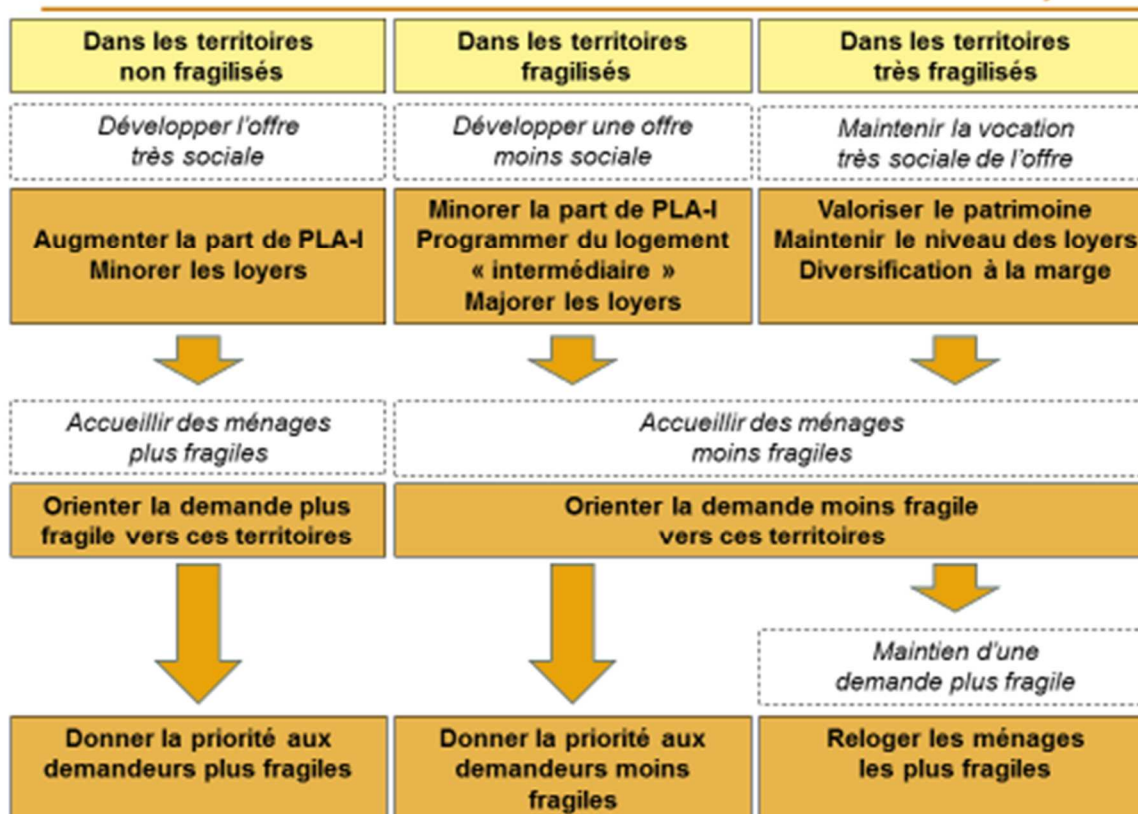 Dans les territoires
non fragilisés
Dans les territoires
fragilisés
Dans les territoires
très fragilisés
Développer l'offre
très sociale
Développer une offre
moins sociale
Maintenir la vocation
très sociale de l'offre
Augmenter la part de PLA-I
Minorer les loyers
Minorer la part de PLA-I
Programmer du logement
« intermédiaire »
Majorer les loyers
Valoriser le patrimoine
Maintenir le niveau des loyers
Diversification à la marge
Accueillir des ménages
plus fragiles
Accueillir des ménages
moins fragiles
Orienter la demande plus
fragile vers ces territoires
Orienter la demande moins fragile
vers ces territoires
Maintien d'une
demande plus fragile
Donner la priorité aux
demandeurs plus fragiles
Donner la priorité aux
demandeurs moins
fragiles
Reloger les ménages
les plus fragiles